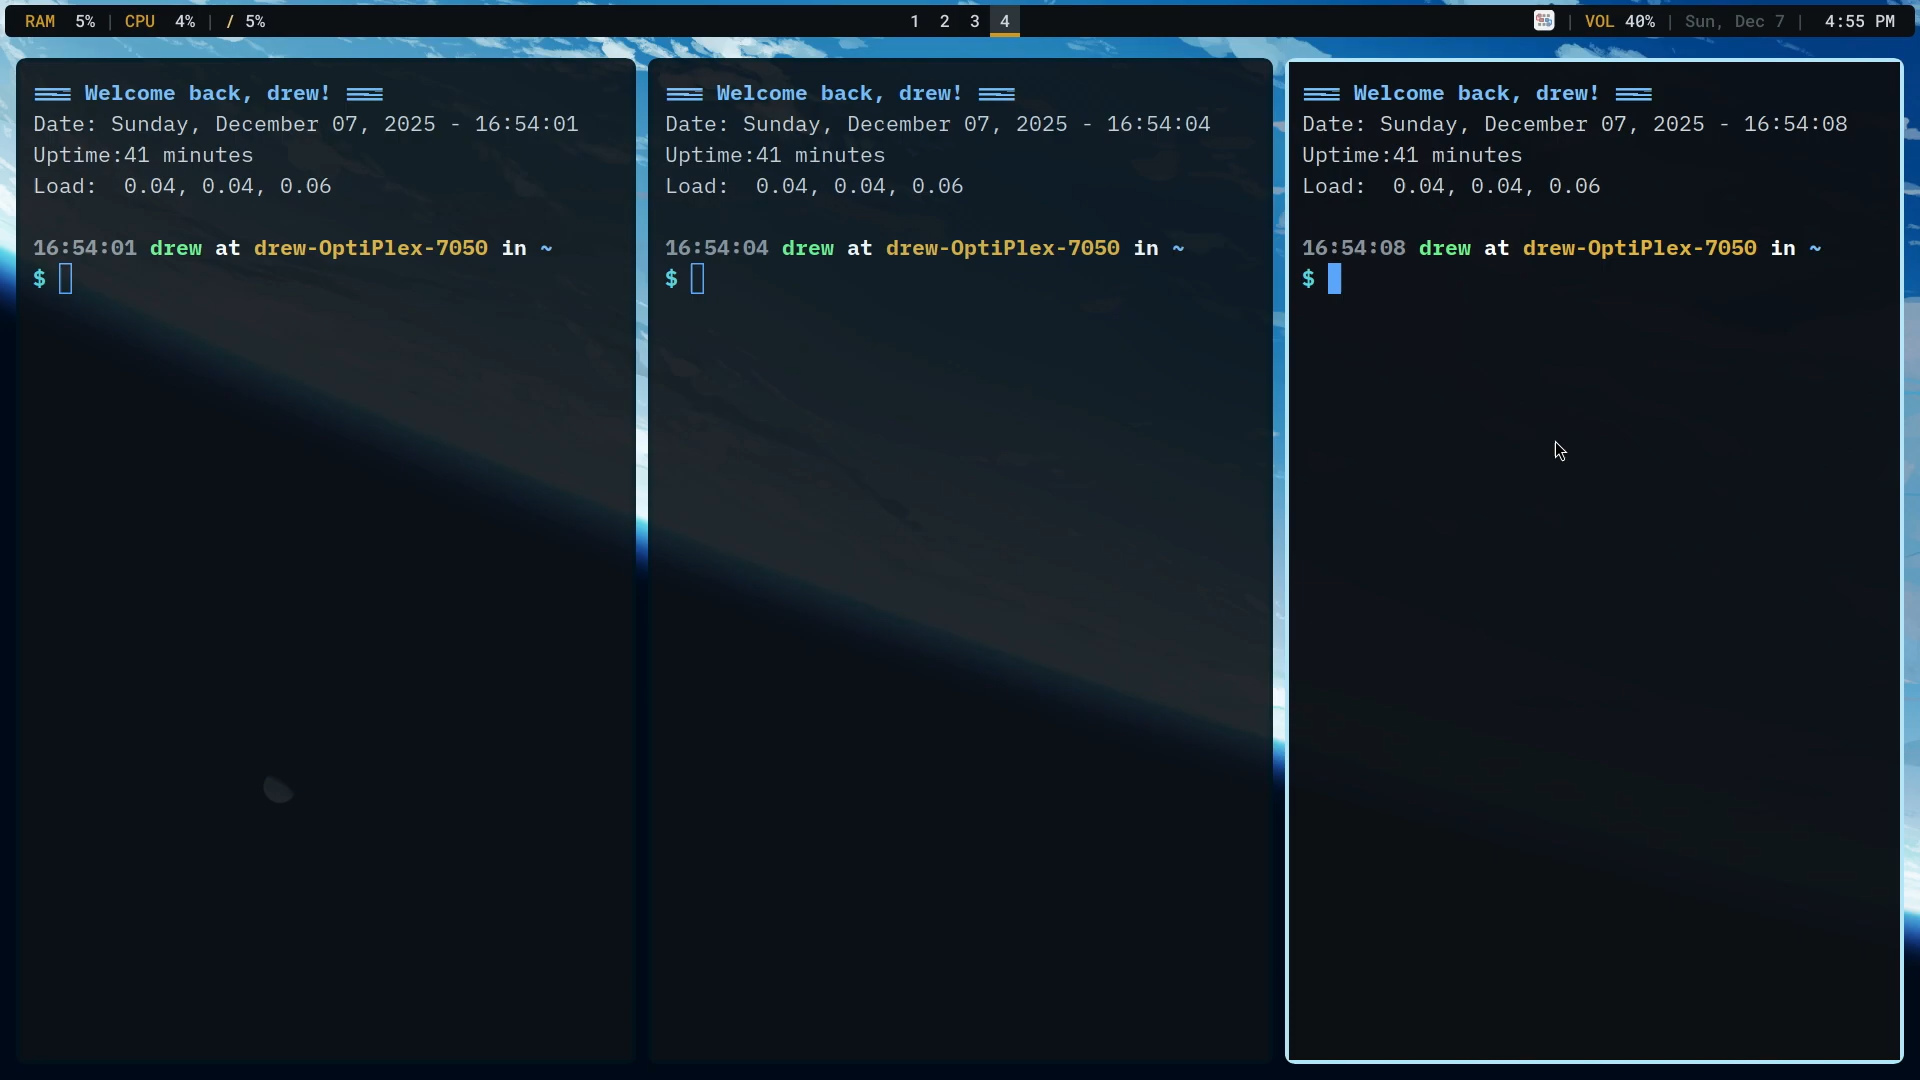 RAM 5% | CPU 4% | / 5%
1 2 3 4
| VOL 40% | Sun, Dec 7 | 4:55 PM
=== Welcome back, drew! ===
Date: Sunday, December 07, 2025 - 16:54:01
Uptime:41 minutes
Load:  0.04, 0.04, 0.06
16:54:01 drew at drew-OptiPlex-7050 in ~
$
=== Welcome back, drew! ===
Date: Sunday, December 07, 2025 - 16:54:04
Uptime:41 minutes
Load:  0.04, 0.04, 0.06
16:54:04 drew at drew-OptiPlex-7050 in ~
$
=== Welcome back, drew! ===
Date: Sunday, December 07, 2025 - 16:54:08
Uptime:41 minutes
Load:  0.04, 0.04, 0.06
16:54:08 drew at drew-OptiPlex-7050 in ~
$